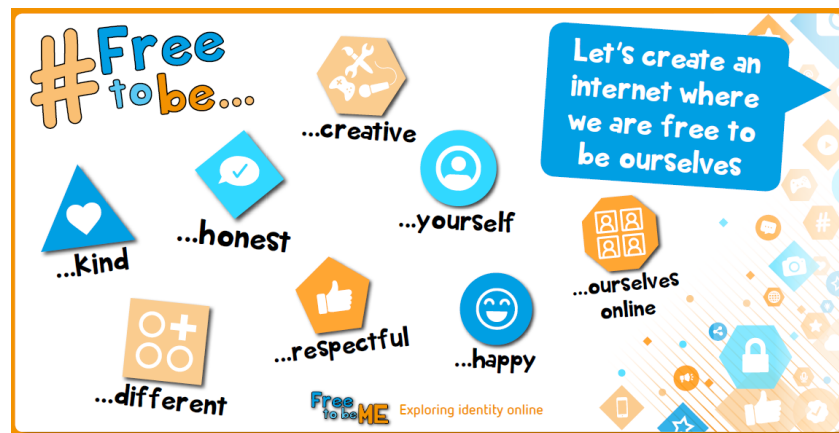 #Free
to be...
...creative
Let's create an
internet where
we are free to
be ourselves
...kind
...honest
...yourself
...ourselves
online
...different
...respectful
...happy
Free
to be ME
Exploring identity online